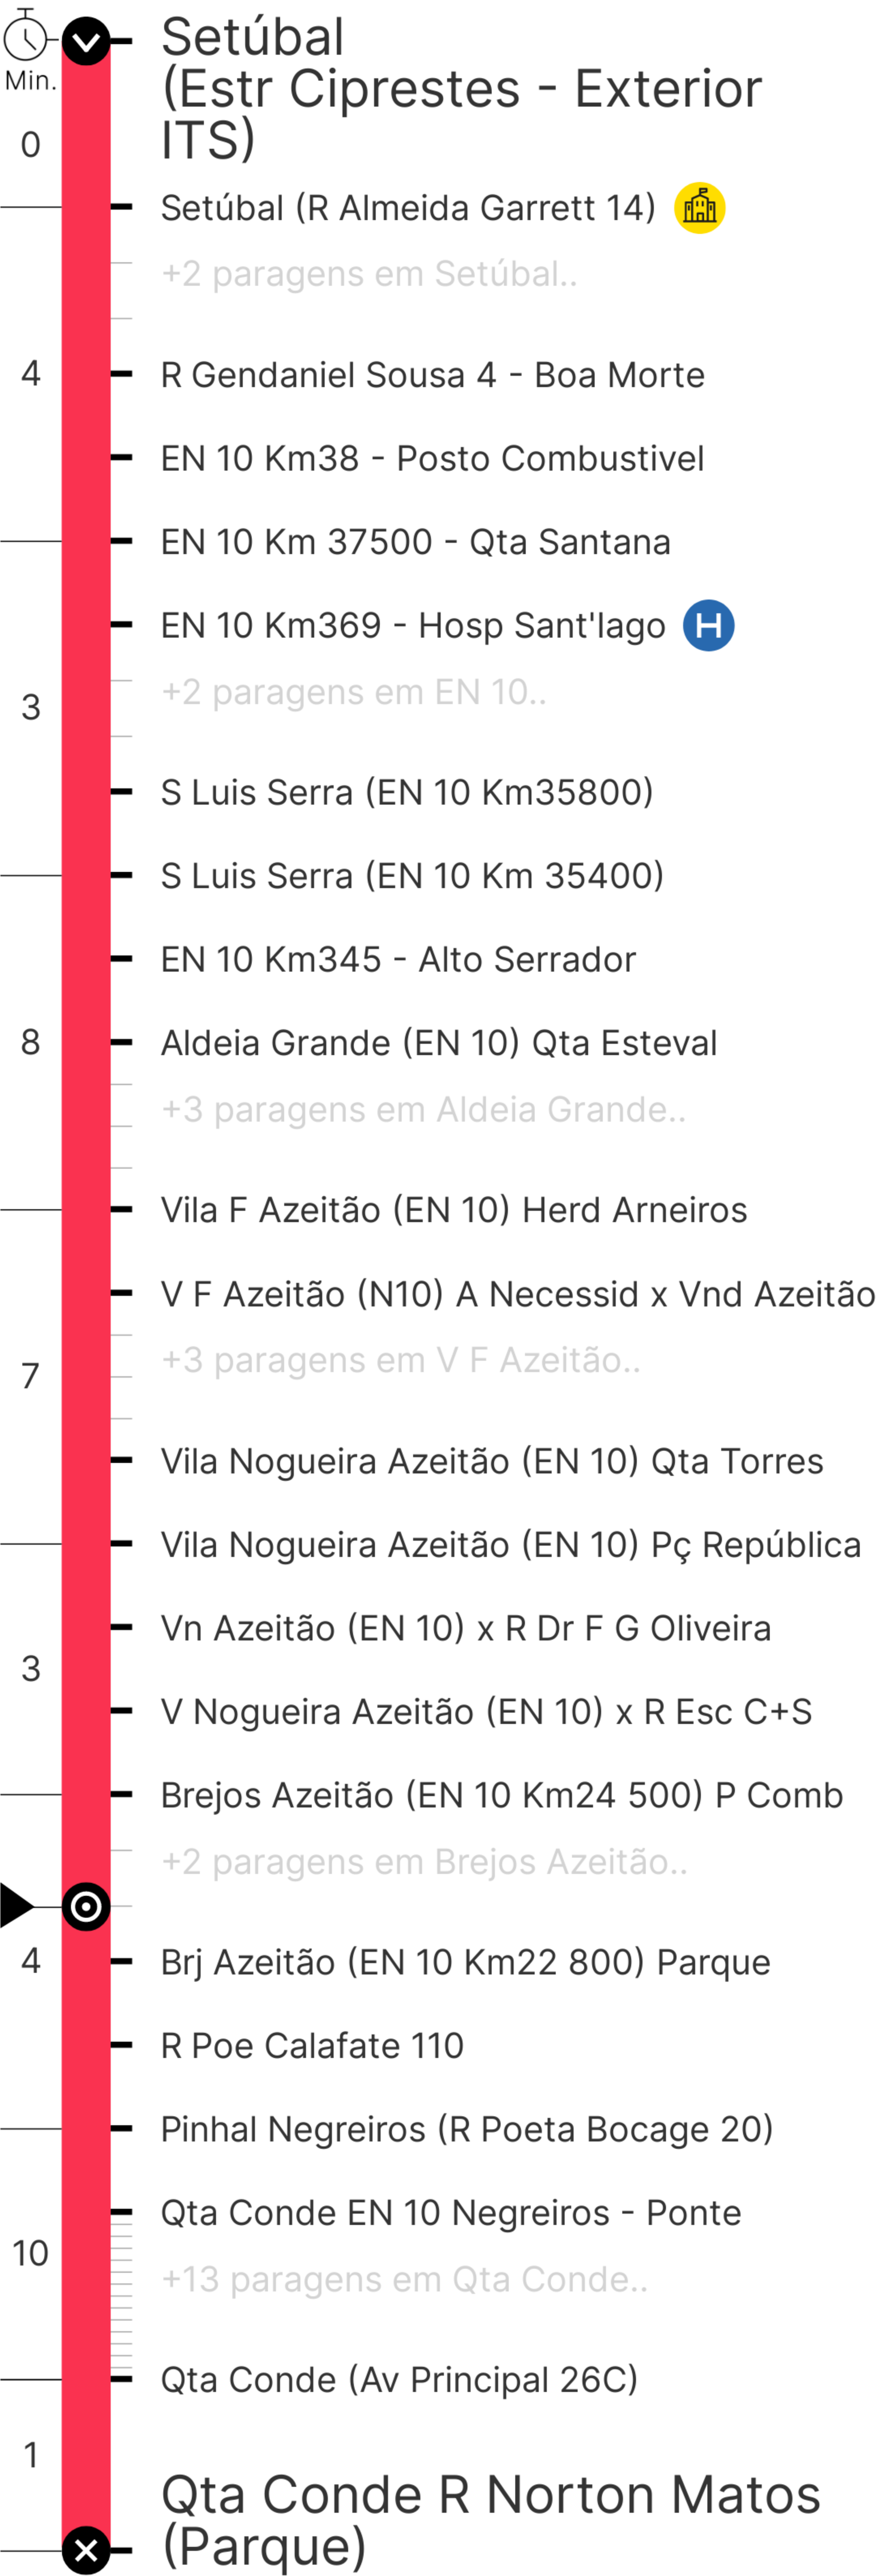 Setúbal
(Estr Ciprestes - Exterior
ITS)
Min.
0
Setúbal (R Almeida Garrett 14)
+2 paragens em Setúbal..
4
R Gendaniel Sousa 4 - Boa Morte
EN 10 Km38 - Posto Combustivel
EN 10 Km 37500 - Qta Santana
EN 10 Km369 - Hosp Sant'Iago H
+2 paragens em EN 10..
3
S Luis Serra (EN 10 Km35800)
S Luis Serra (EN 10 Km 35400)
EN 10 Km345 - Alto Serrador
8
Aldeia Grande (EN 10) Qta Esteval
+3 paragens em Aldeia Grande..
Vila F Azeitão (EN 10) Herd Arneiros
V F Azeitão (N10) A Necessid x Vnd Azeitão
+3 paragens em V F Azeitão..
7
Vila Nogueira Azeitão (EN 10) Qta Torres
Vila Nogueira Azeitão (EN 10) Pç República
Vn Azeitão (EN 10) x R Dr F G Oliveira
3
V Nogueira Azeitão (EN 10) x R Esc C+S
Brejos Azeitão (EN 10 Km24 500) P Comb
+2 paragens em Brejos Azeitão..
4
Brj Azeitão (EN 10 Km22 800) Parque
R Poe Calafate 110
Pinhal Negreiros (R Poeta Bocage 20)
Qta Conde EN 10 Negreiros - Ponte
10
+13 paragens em Qta Conde..
Qta Conde (Av Principal 26C)
1
Qta Conde R Norton Matos
(Parque)